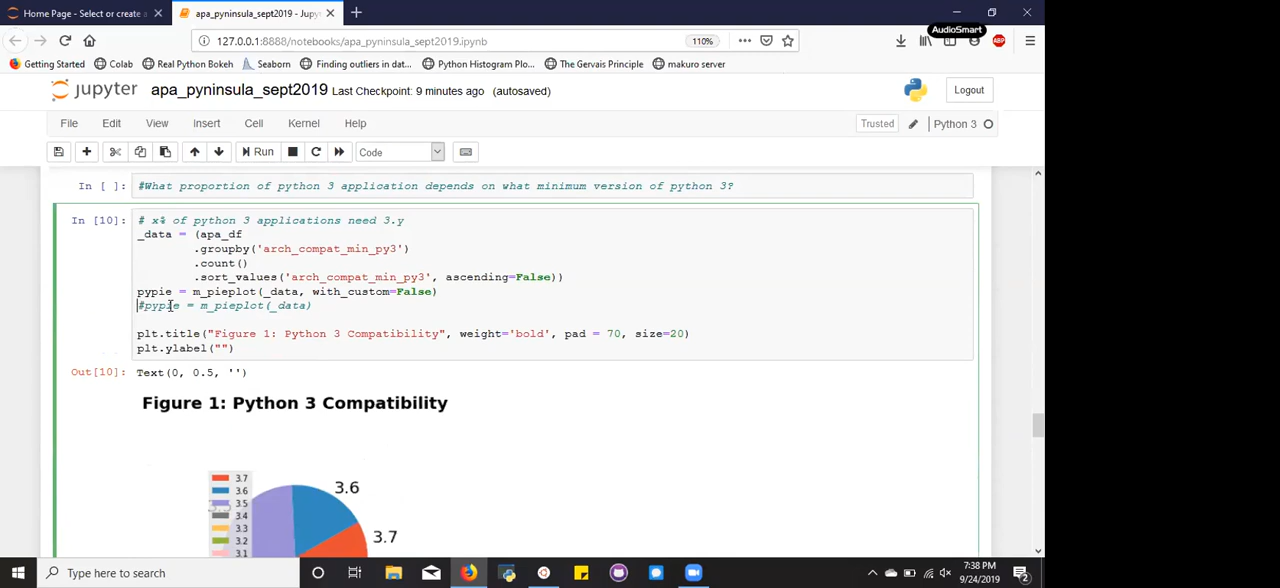 Home Page - Select or create a
apa_pyninsula_sept2019 - Jupyt
AudioSmart
127.0.0.1:8888/notebooks/apa_pyninsula_sept2019.ipynb
110%
ABP
Getting Started
Colab
Real Python Bokeh
Seaborn
Finding outliers in dat...
Python Histogram Plo...
The Gervais Principle
makuro server
jupyter apa_pyninsula_sept2019 Last Checkpoint: 9 minutes ago (autosaved)
Logout
File Edit View Insert Cell Kernel Help
Trusted
Python 3
Run
Code
In [ ]: #What proportion of python 3 application depends on what minimum version of python 3?
In [10]: # x% of python 3 applications need 3.y
_data = (apa_df
.groupby('arch_compat_min_py3')
.count()
.sort_values('arch_compat_min_py3', ascending=False))
pypie = m_pieplot(_data, with_custom=False)
#pypie = m_pieplot(_data)
plt.title("Figure 1: Python 3 Compatibility", weight='bold', pad = 70, size=20)
plt.ylabel("")
Out[10]: Text(0, 0.5, '')
Figure 1: Python 3 Compatibility
3.7
3.6
3.5
3.4
3.3
3.2
3.1
3.6
3.7
Type here to search
7:38 PM
9/24/2019
2